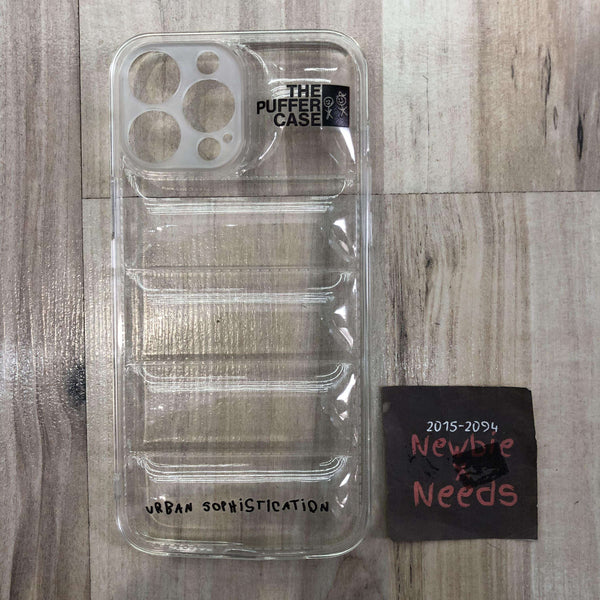 THE
PUFFER
CASE
URBAN SOPHISTICATION
2015-2094
Newbie
Needs